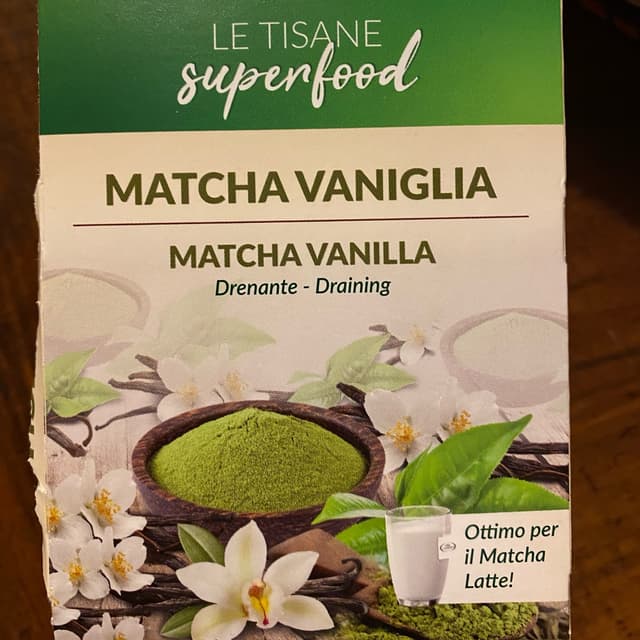 LE TISANE
superfood
MATCHA VANIGLIA
MATCHA VANILLA
Drenante - Draining
Ottimo per
il Matcha
Latte!